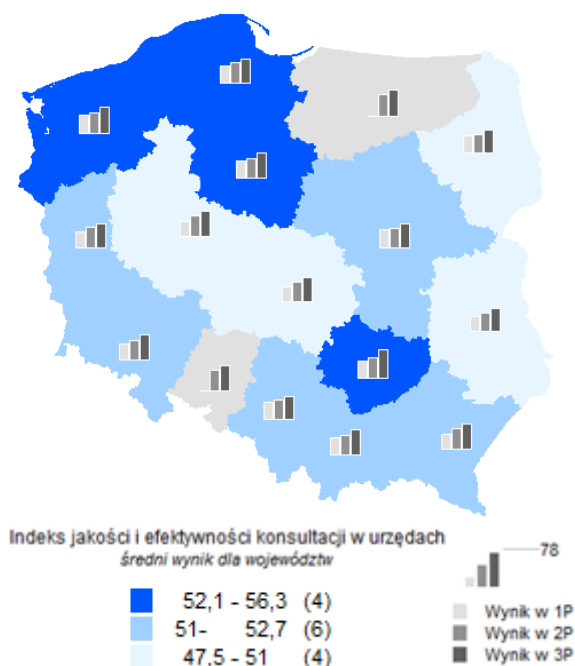 Indeks jakości i efektywności konsultacji w urzędach
średni wynik dla województw
78
52,1 - 56,3 (4)
51- 52,7 (6)
47,5 - 51 (4)
Wynik w 1P
Wynik w 2P
Wynik w 3P